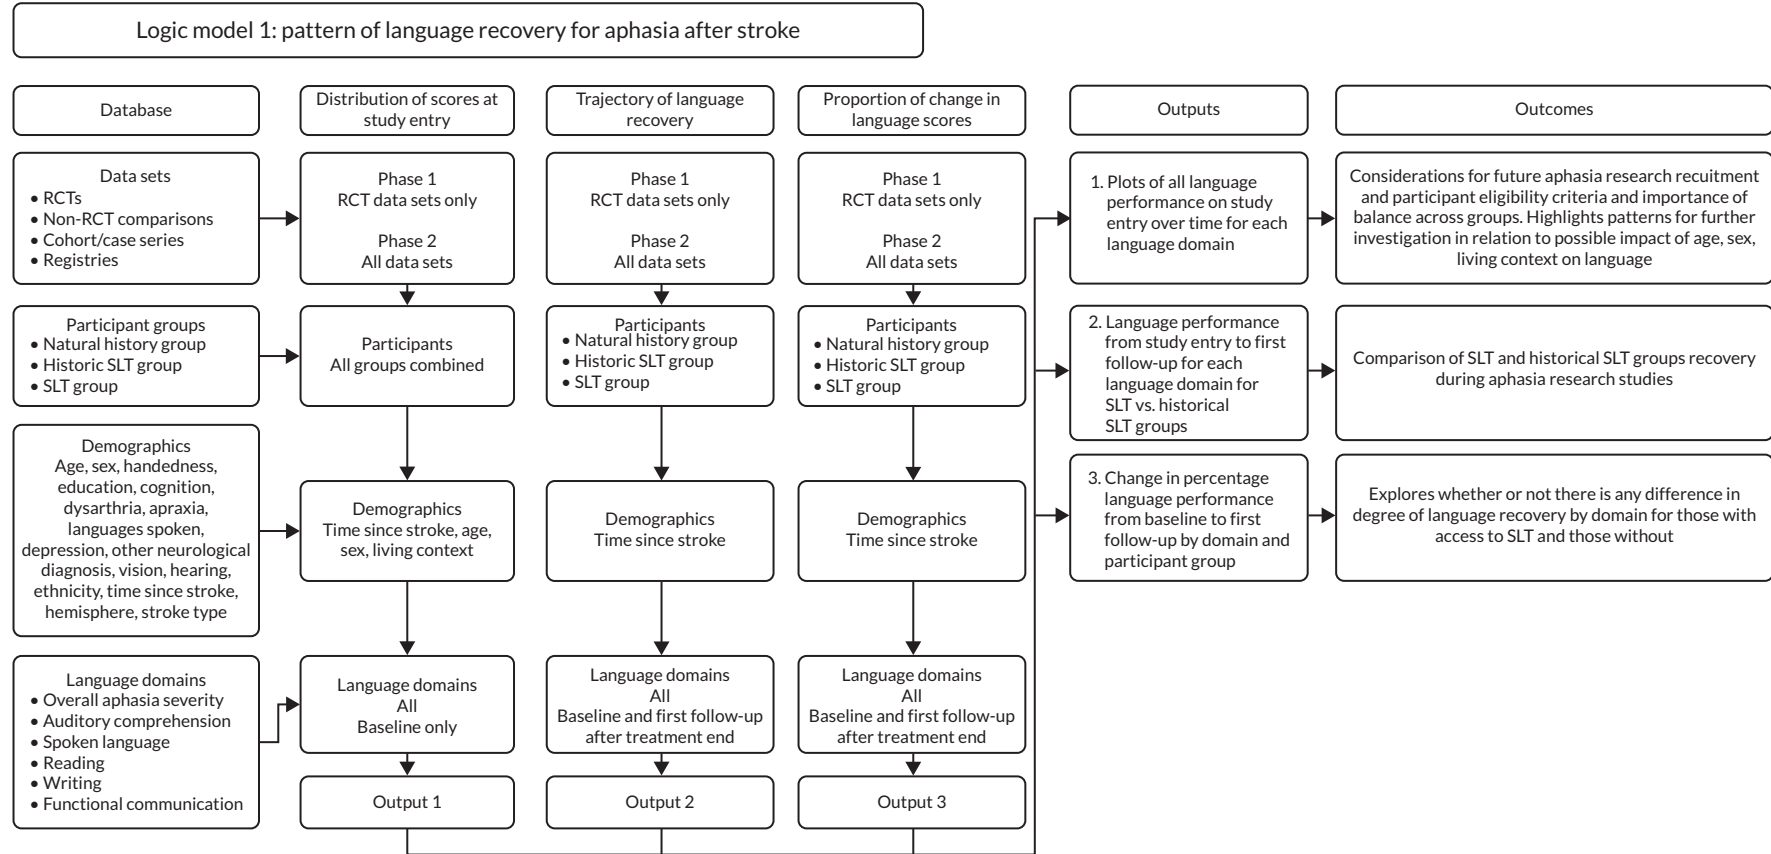 Logic model 1: pattern of language recovery for aphasia after stroke
Database
Distribution of scores at
study entry
Trajectory of language
recovery
Proportion of change in
language scores
Outputs
Outcomes
Data sets
• RCTs
• Non-RCT comparisons
• Cohort/case series
• Registries
Phase 1
RCT data sets only
Phase 2
All data sets
Phase 1
RCT data sets only
Phase 2
All data sets
Phase 1
RCT data sets only
Phase 2
All data sets
1. Plots of all language
performance on study
entry over time for each
language domain
Considerations for future aphasia research recuitment
and participant eligibility criteria and importance of
balance across groups. Highlights patterns for further
investigation in relation to possible impact of age, sex,
living context on language
Participant groups
• Natural history group
• Historic SLT group
• SLT group
Participants
All groups combined
Participants
• Natural history group
• Historic SLT group
• SLT group
Participants
• Natural history group
• Historic SLT group
• SLT group
2. Language performance
from study entry to first
follow-up for each
language domain for
SLT vs. historical
SLT groups
Comparison of SLT and historical SLT groups recovery
during aphasia research studies
Demographics
Age, sex, handedness,
education, cognition,
dysarthria, apraxia,
languages spoken,
depression, other neurological
diagnosis, vision, hearing,
ethnicity, time since stroke,
hemisphere, stroke type
Demographics
Time since stroke, age,
sex, living context
Demographics
Time since stroke
Demographics
Time since stroke
3. Change in percentage
language performance
from baseline to first
follow-up by domain and
participant group
Explores whether or not there is any difference in
degree of language recovery by domain for those with
access to SLT and those without
Language domains
• Overall aphasia severity
• Auditory comprehension
• Spoken language
• Reading
• Writing
• Functional communication
Language domains
All
Baseline only
Language domains
All
Baseline and first follow-up
after treatment end
Language domains
All
Baseline and first follow-up
after treatment end
Output 1
Output 2
Output 3